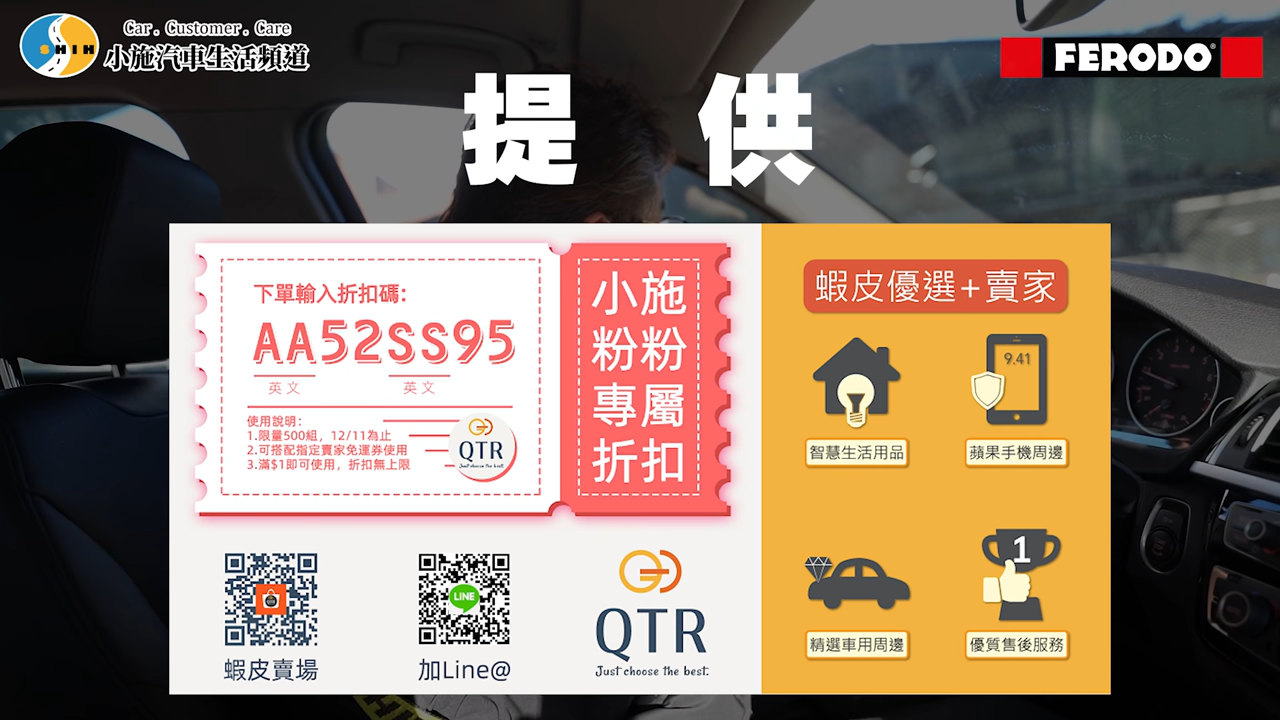 SHIH
Car. Customer. Care
小施汽車生活頻道
FERODO®
提 供
下單輸入折扣碼:
AA52SS95
英文 英文
使用說明:
1.限量500組，12/11為止
2.可搭配指定賣家免運券使用
3.滿$1即可使用，折扣無上限
QTR
Just choose the best.
小施
粉粉
專屬
折扣
蝦皮賣場
LINE
加Line@
QTR
Just choose the best.
蝦皮優選+賣家
9.41
智慧生活用品
蘋果手機周邊
1
精選車用周邊
優質售後服務